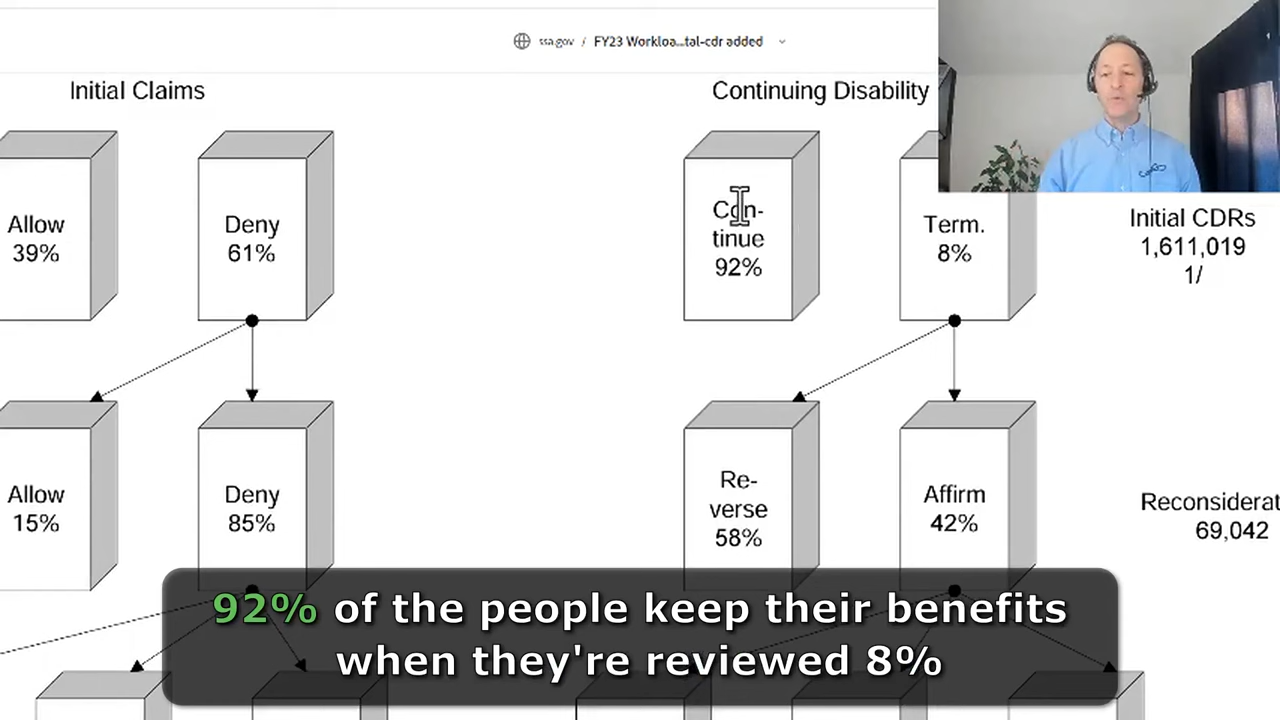 ssa.gov / FY23 Workloa...tal-cdr added
Initial Claims
Continuing Disability
Allow
39%
Deny
61%
Con-
tinue
92%
Term.
8%
Initial CDRs
1,611,019
1/
Allow
15%
Deny
85%
Re-
verse
58%
Affirm
42%
Reconsiderat
69,042
92% of the people keep their benefits
when they're reviewed 8%